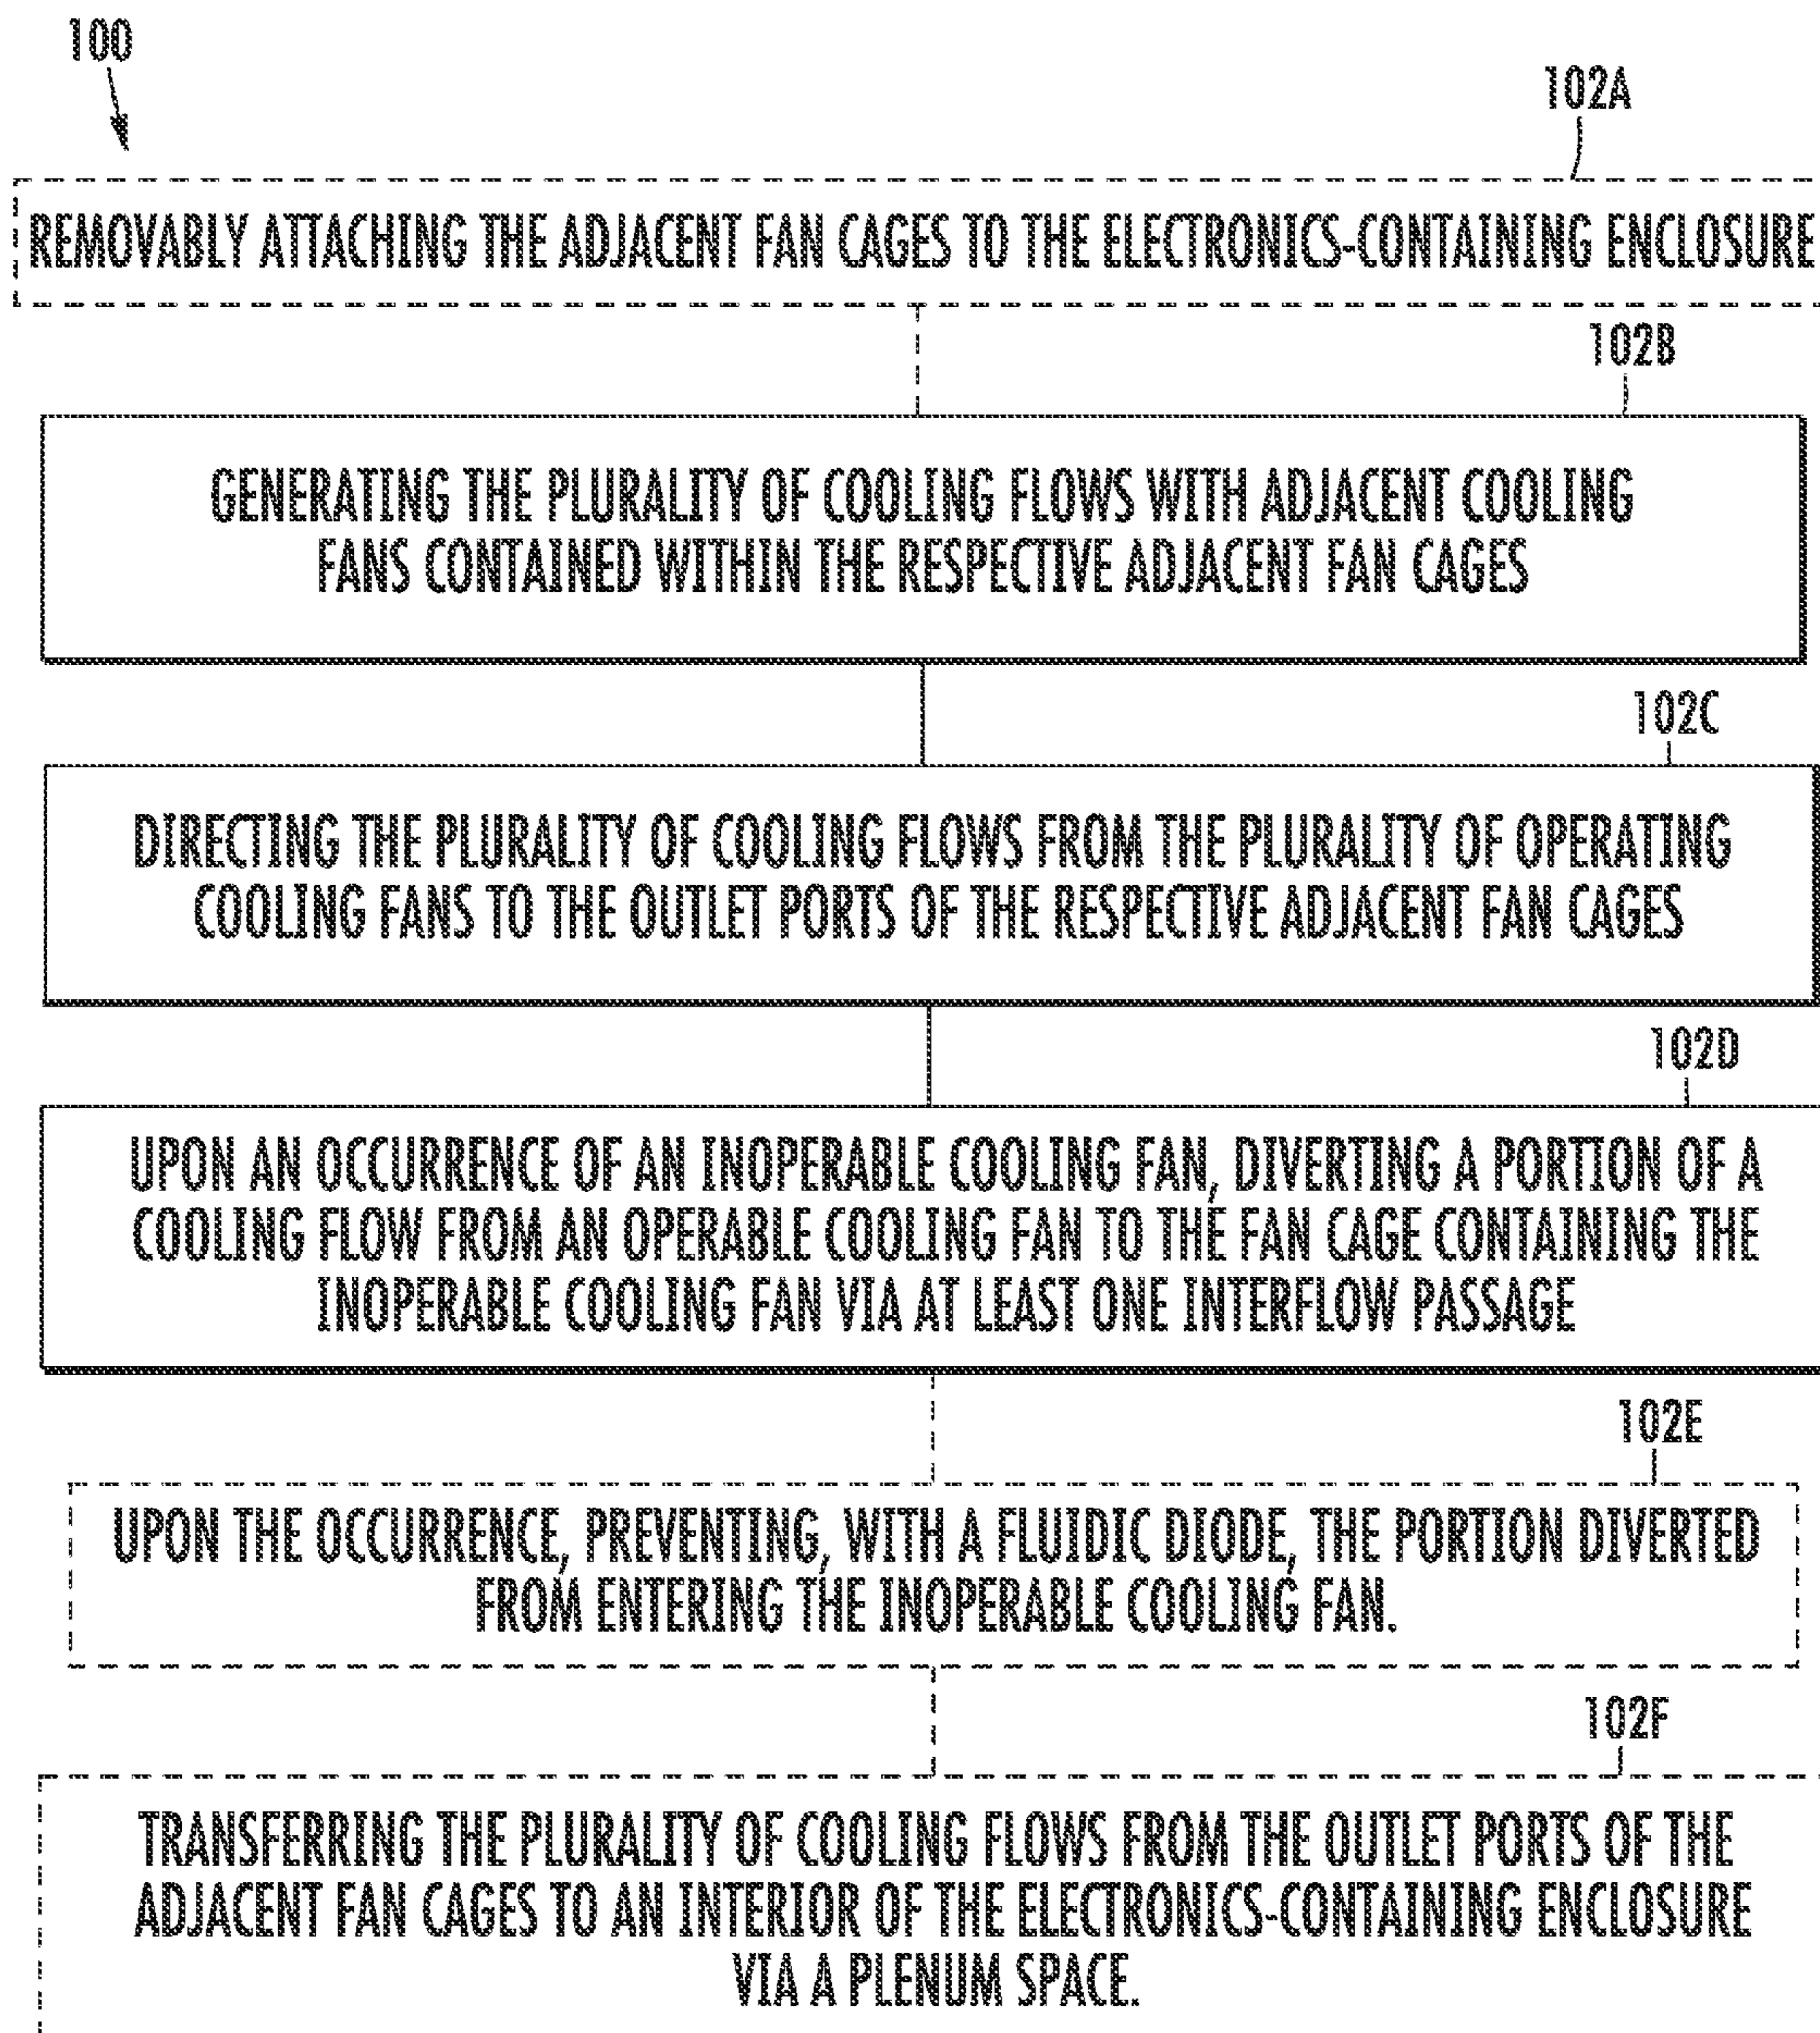 100
102A
REMOVABLY ATTACHING THE ADJACENT FAN CAGES TO THE ELECTRONICS-CONTAINING ENCLOSURE
102B
GENERATING THE PLURALITY OF COOLING FLOWS WITH ADJACENT COOLING
FANS CONTAINED WITHIN THE RESPECTIVE ADJACENT FAN CAGES
102C
DIRECTING THE PLURALITY OF COOLING FLOWS FROM THE PLURALITY OF OPERATING
COOLING FANS TO THE OUTLET PORTS OF THE RESPECTIVE ADJACENT FAN CAGES
102D
UPON AN OCCURRENCE OF AN INOPERABLE COOLING FAN, DIVERTING A PORTION OF A
COOLING FLOW FROM AN OPERABLE COOLING FAN TO THE FAN CAGE CONTAINING THE
INOPERABLE COOLING FAN VIA AT LEAST ONE INTERFLOW PASSAGE
102E
UPON THE OCCURRENCE, PREVENTING, WITH A FLUIDIC DIODE, THE PORTION DIVERTED
FROM ENTERING THE INOPERABLE COOLING FAN.
102F
TRANSFERRING THE PLURALITY OF COOLING FLOWS FROM THE OUTLET PORTS OF THE
ADJACENT FAN CAGES TO AN INTERIOR OF THE ELECTRONICS-CONTAINING ENCLOSURE
VIA A PLENUM SPACE.